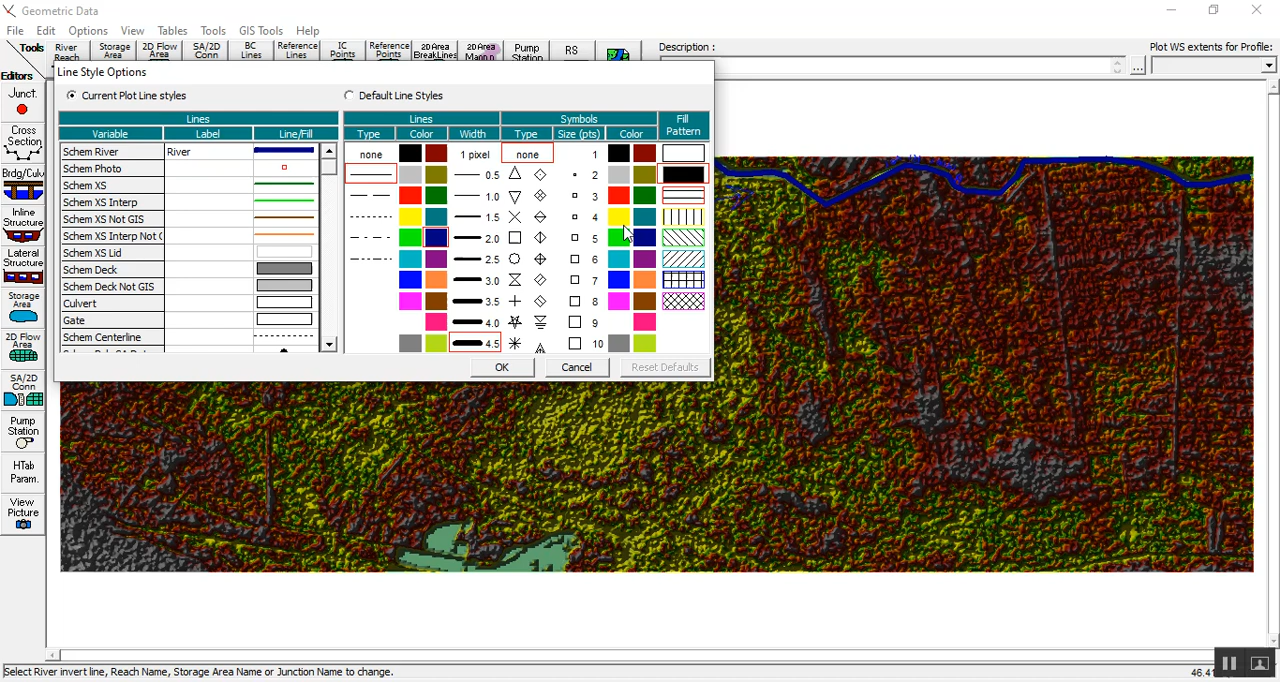 Geometric Data
File Edit Options View Tables Tools GIS Tools Help
Tools River Reach Storage Area 2D Flow Area SA/2D Conn BC Lines Reference Lines IC Points Reference Points 2D Area BreakLines 2D Area Mann n Pump Station RS Description : Plot WS extents for Profile:
...
Editors
Junct.
Cross Section
Brdg/Culv
Inline Structure
Lateral Structure
Storage Area
2D Flow Area
SA/2D Conn
Pump Station
HTab Param.
View Picture
Line Style Options
Current Plot Line styles Default Line Styles
Lines Lines Symbols Fill Pattern
Variable Label Line/Fill Type Color Width Type Size (pts) Color
Schem River River
Schem Photo
Schem XS
Schem XS Interp
Schem XS Not GIS
Schem XS Interp Not (
Schem XS Lid
Schem Deck
Schem Deck Not GIS
Culvert
Gate
Schem Centerline
none 1 pixel none 1
0.5 2
1.0 3
1.5 4
2.0 5
2.5 6
3.0 7
3.5 8
4.0 9
4.5 10
OK Cancel Reset Defaults
Select River invert line, Reach Name, Storage Area Name or Junction Name to change.